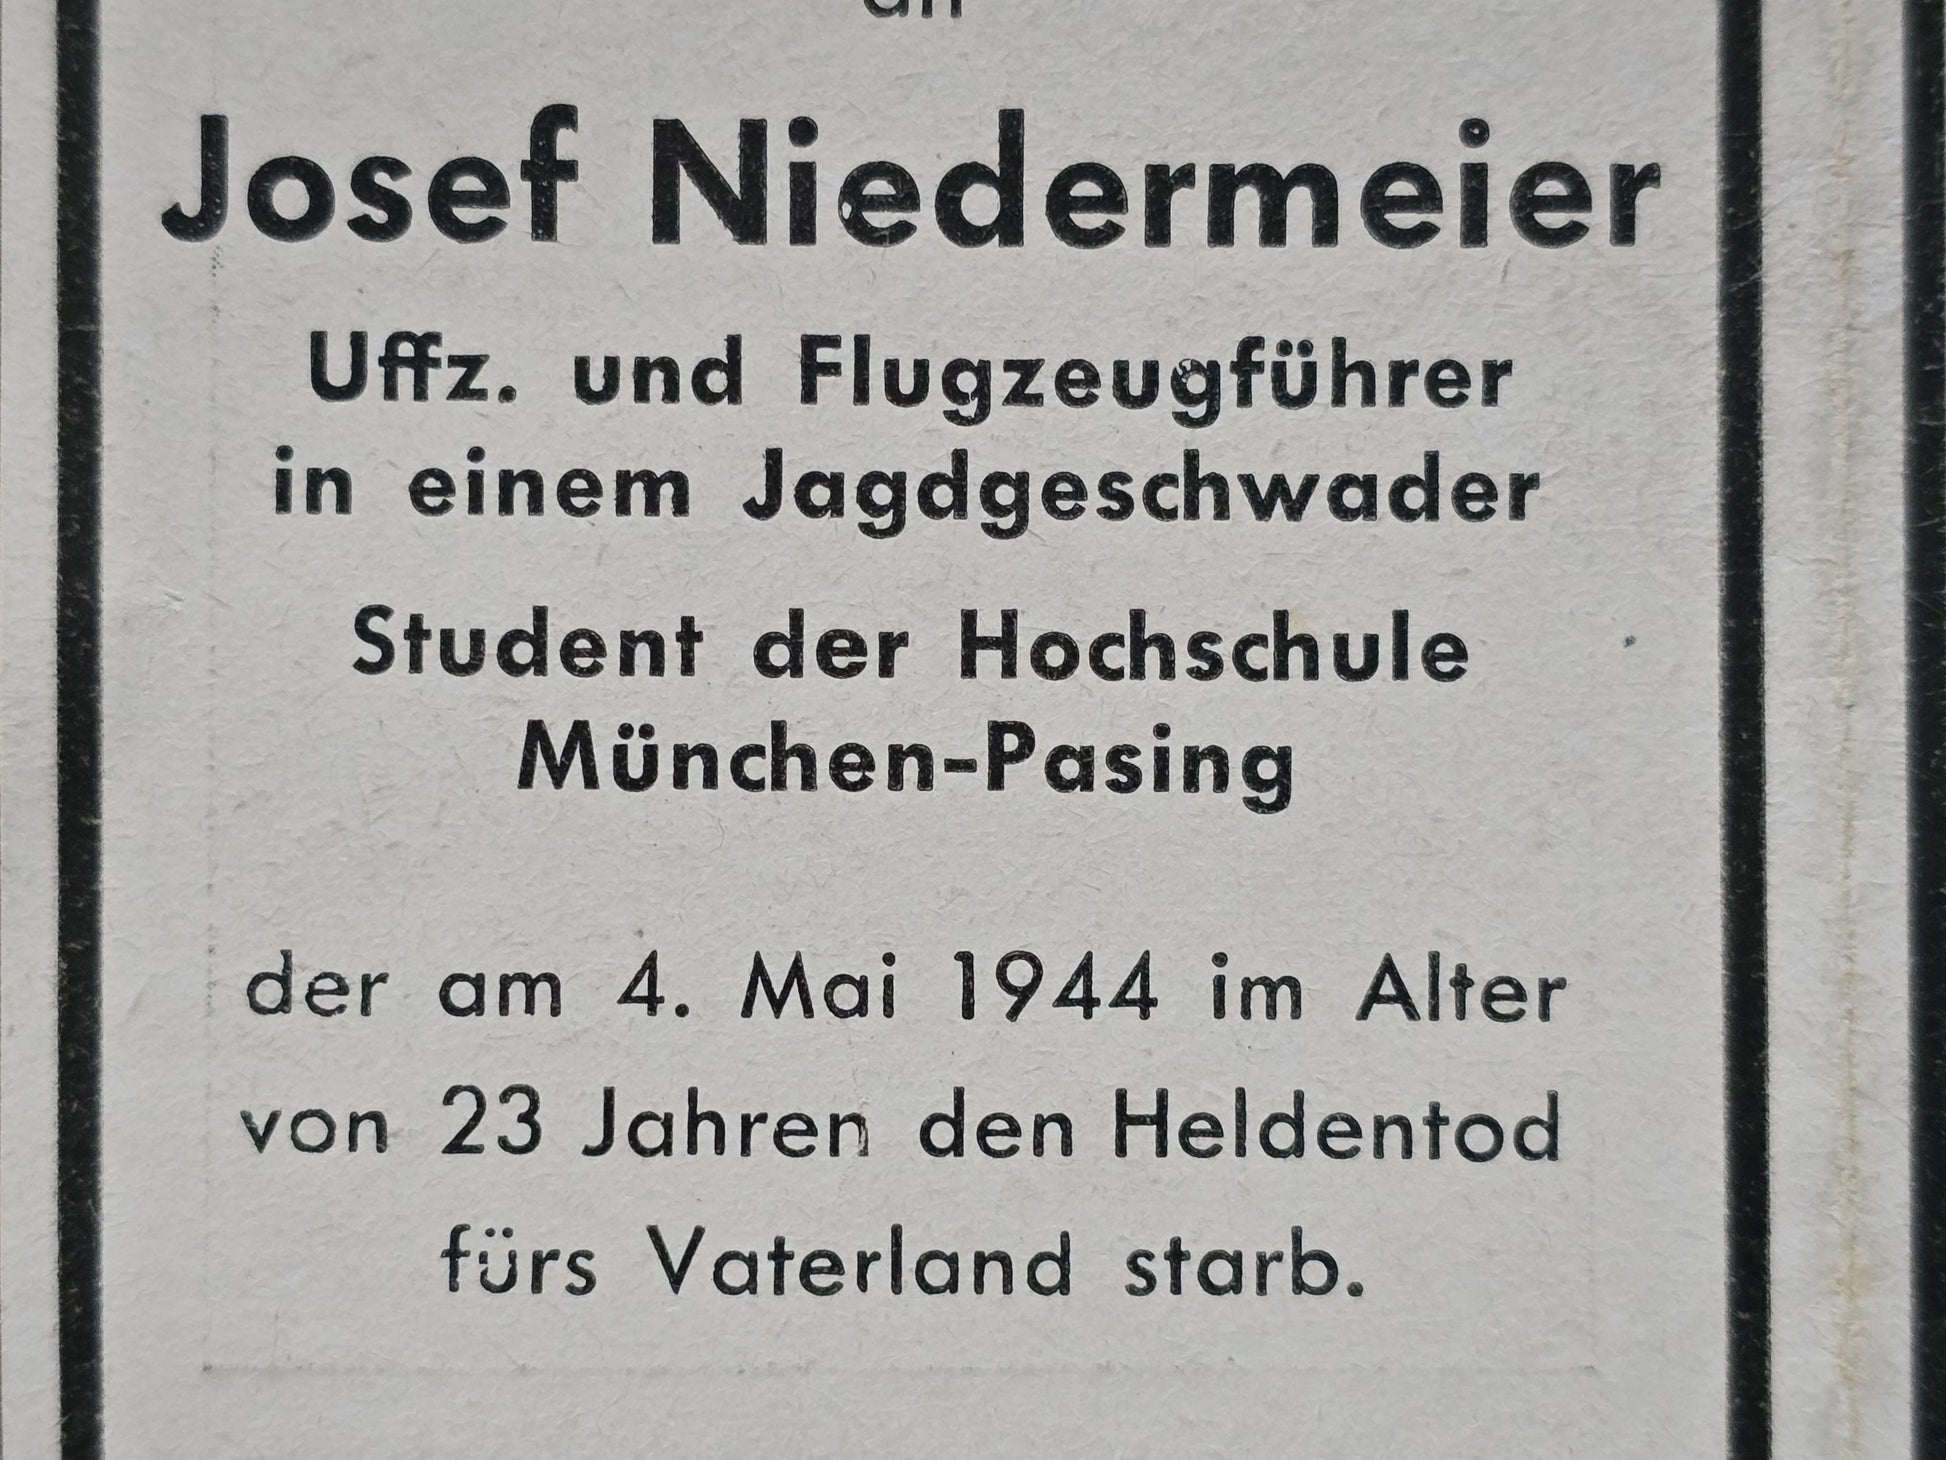 an
Josef Niedermeier
Uffz. und Flugzeugführer
in einem Jagdgeschwader
Student der Hochschule
München-Pasing
der am 4. Mai 1944 im Alter
von 23 Jahren den Heldentod
fürs Vaterland starb.